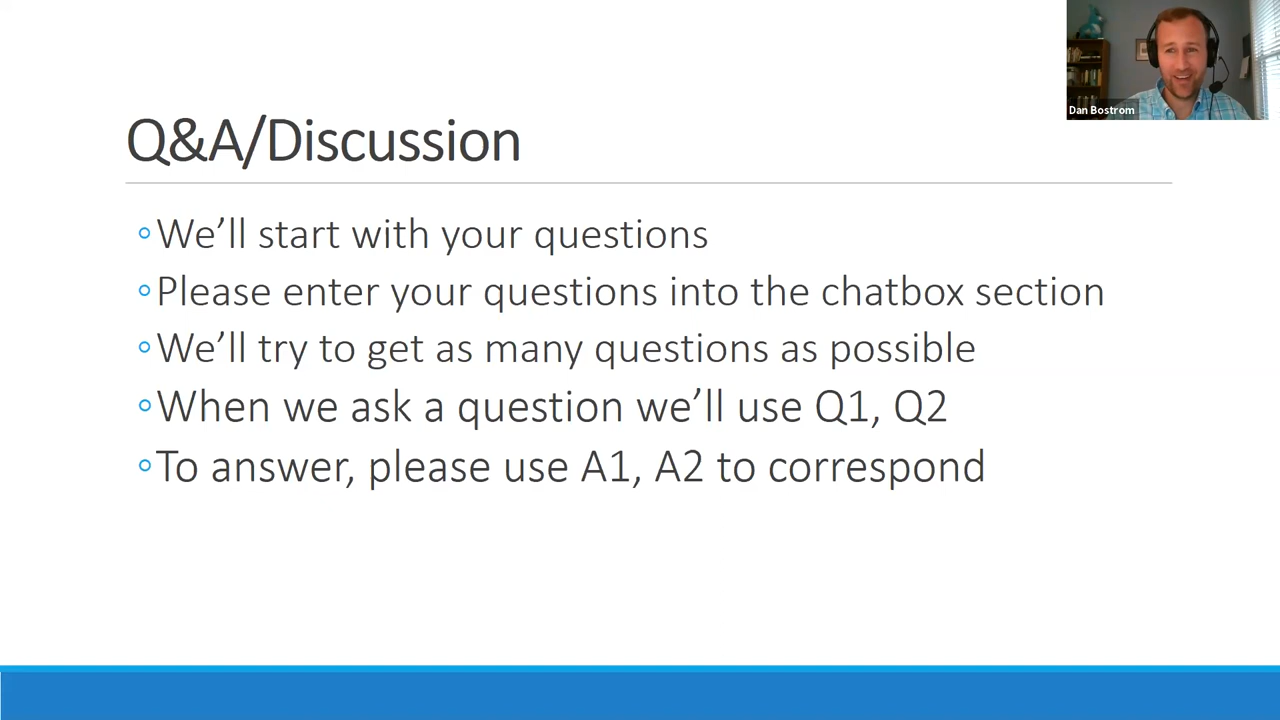 Dan Bostrom
Q&A/Discussion
We’ll start with your questions
Please enter your questions into the chatbox section
We’ll try to get as many questions as possible
When we ask a question we’ll use Q1, Q2
To answer, please use A1, A2 to correspond